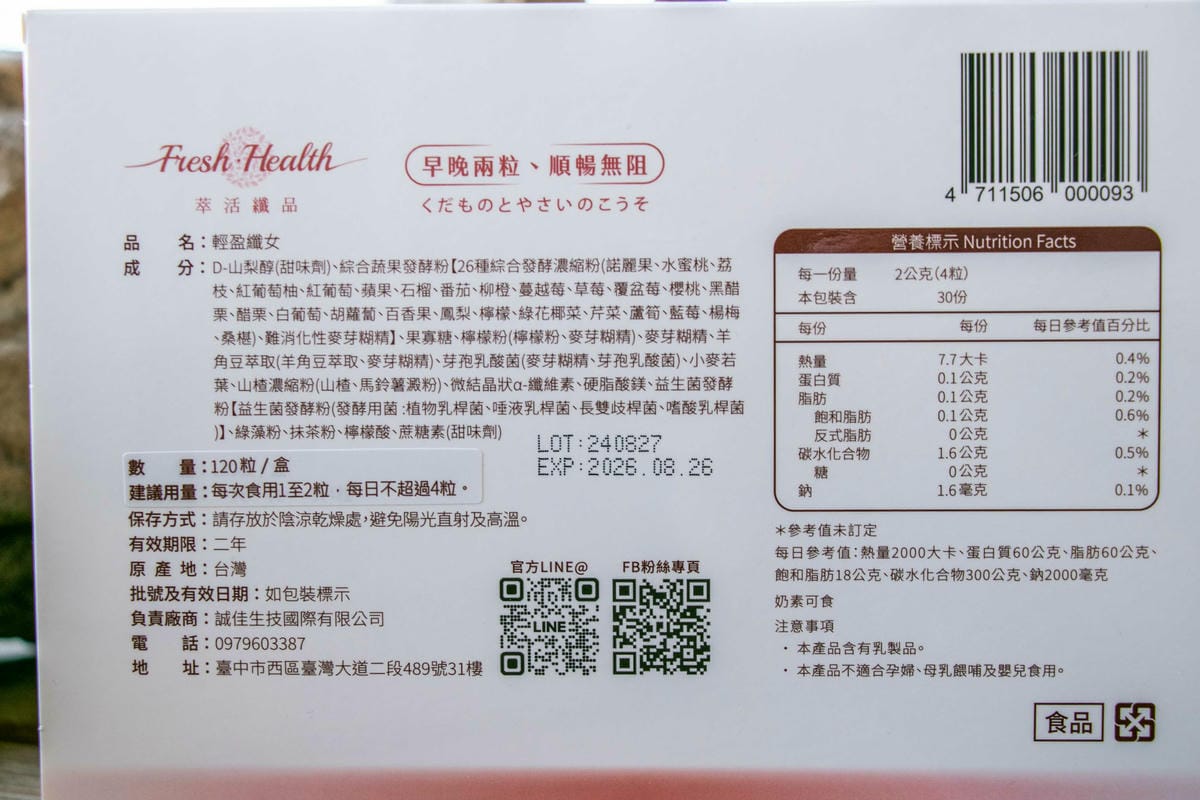 Fresh Health
萃活纖品
早晚兩粒、順暢無阻
くだものとやさいのこうそ
4 711506 000093
品　　名：輕盈纖女
成　　分：D-山梨醇(甜味劑)、綜合蔬果發酵粉【26種綜合發酵濃縮粉(諾麗果、水蜜桃、荔
枝、紅葡萄柚、紅葡萄、蘋果、石榴、番茄、柳橙、蔓越莓、草莓、覆盆莓、櫻桃、黑醋
栗、醋栗、白葡萄、胡蘿蔔、百香果、鳳梨、檸檬、綠花椰菜、芹菜、蘆筍、藍莓、楊梅
、桑椹)、難消化性麥芽糊精】、果寡糖、檸檬粉(檸檬粉、麥芽糊精)、麥芽糊精、羊
角豆萃取(羊角豆萃取、麥芽糊精)、芽孢乳酸菌(麥芽糊精、芽孢乳酸菌)、小麥若
葉、山楂濃縮粉(山楂、馬鈴薯澱粉)、微結晶狀α-纖維素、硬脂酸鎂、益生菌發酵
粉【益生菌發酵粉(發酵用菌:植物乳桿菌、唾液乳桿菌、長雙歧桿菌、嗜酸乳桿菌
)】、綠藻粉、抹茶粉、檸檬酸、蔗糖素(甜味劑)
LOT:240827
EXP:2026.08.26
數　　量：120粒/盒
建議用量：每次食用1至2粒，每日不超過4粒。
保存方式：請存放於陰涼乾燥處,避免陽光直射及高溫。
有效期限：二年
原 產 地：台灣
批號及有效日期：如包裝標示
負責廠商：誠佳生技國際有限公司
電　　話：0979603387
地　　址：臺中市西區臺灣大道二段489號31樓
官方LINE@
LINE
FB粉絲專頁
營養標示 Nutrition Facts
每一份量 2公克(4粒)
本包裝含 30份
每份 每份 每日參考值百分比
熱量 7.7大卡 0.4%
蛋白質 0.1公克 0.2%
脂肪 0.1公克 0.2%
飽和脂肪 0.1公克 0.6%
反式脂肪 0公克 *
碳水化合物 1.6公克 0.5%
糖 0公克 *
鈉 1.6毫克 0.1%
*參考值未訂定
每日參考值:熱量2000大卡、蛋白質60公克、脂肪60公克、
飽和脂肪18公克、碳水化合物300公克、鈉2000毫克
奶素可食
注意事項
・本產品含有乳製品。
・本產品不適合孕婦、母乳餵哺及嬰兒食用。
食品